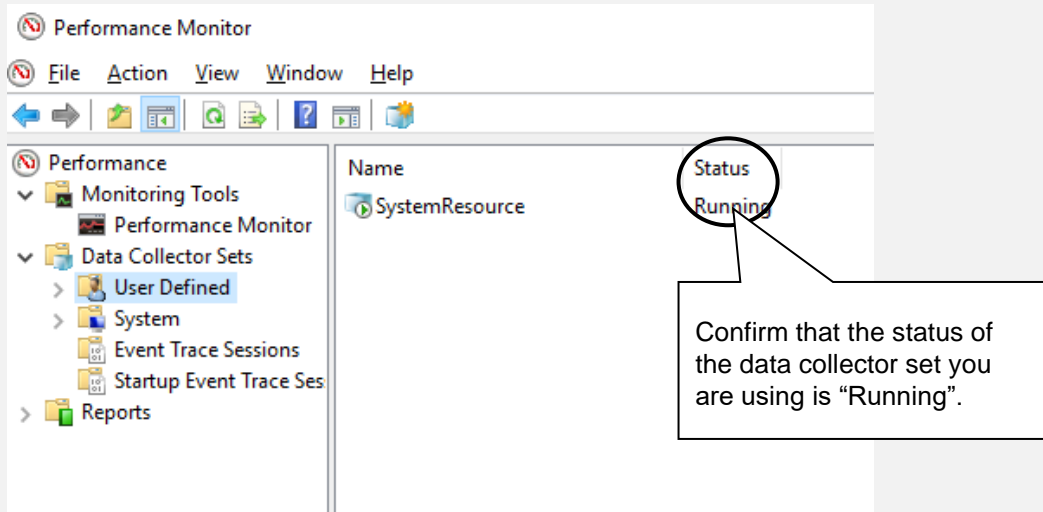 Performance Monitor
File Action View Window Help
Performance
Monitoring Tools
Performance Monitor
Data Collector Sets
User Defined
System
Event Trace Sessions
Startup Event Trace Ses
Reports
Name Status
SystemResource Running
Confirm that the status of
the data collector set you
are using is “Running”.